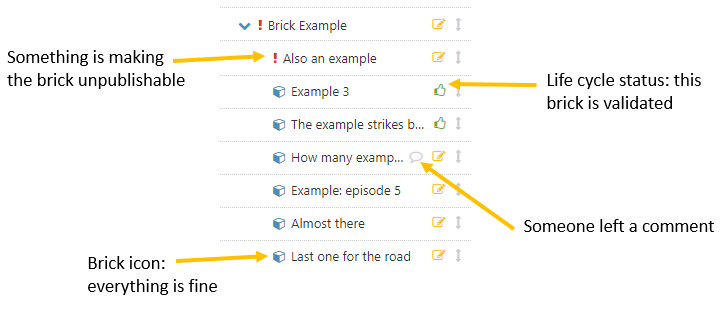 Brick Example
Something is making
the brick unpublishable
! Also an example
Example 3
Life cycle status: this
brick is validated
The example strikes b...
How many examp...
Example: episode 5
Someone left a comment
Almost there
Brick icon:
everything is fine
Last one for the road